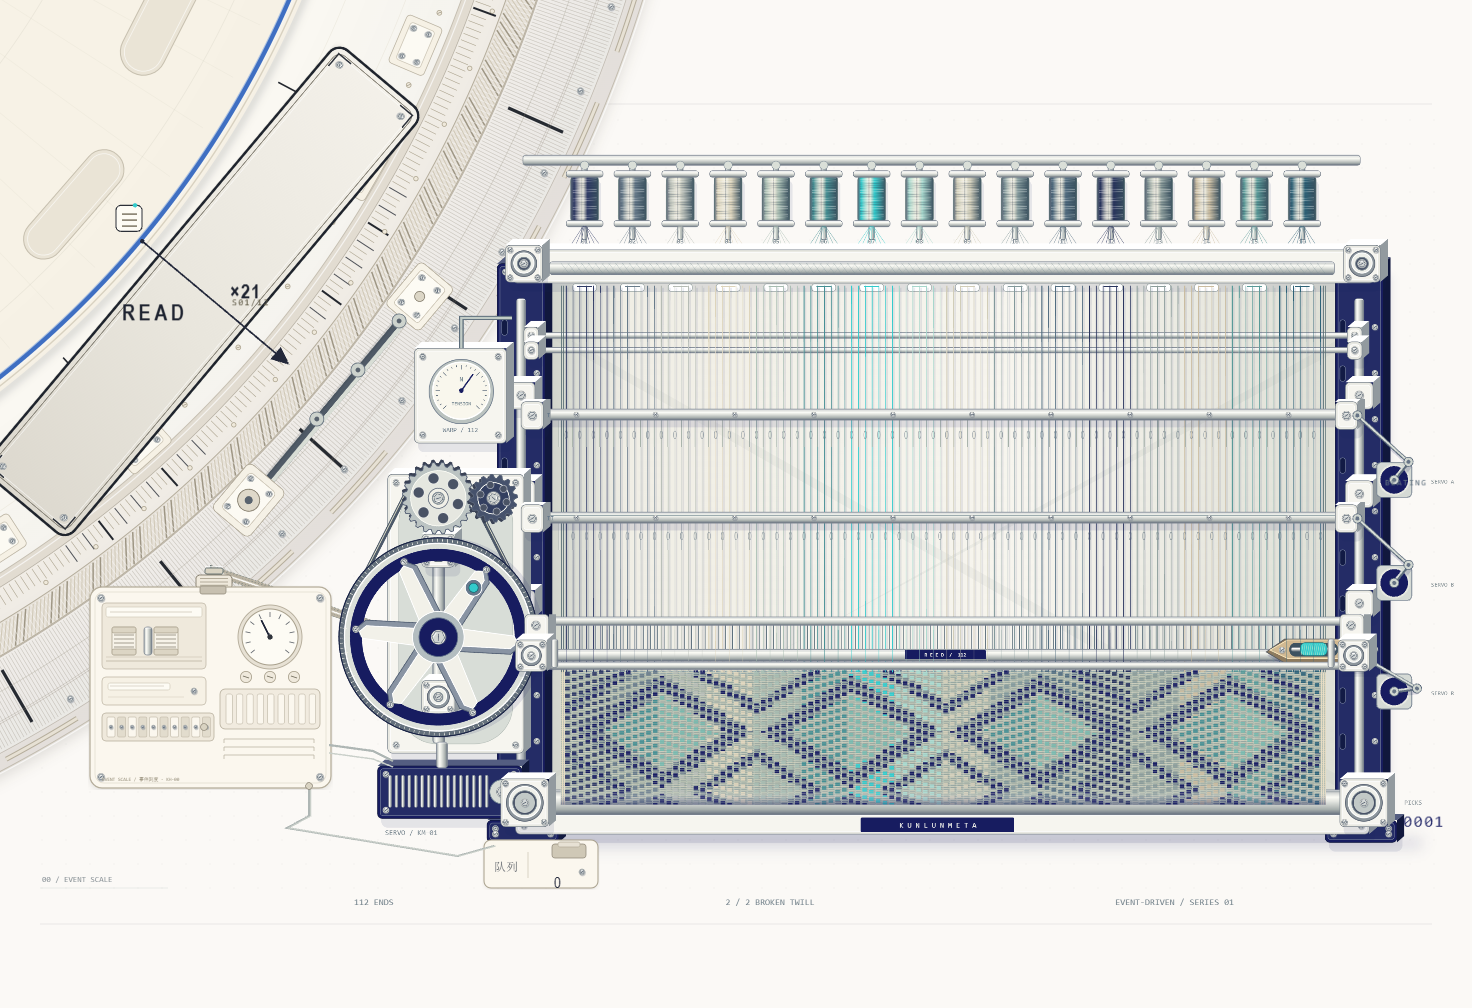 ×21
READ
N
TENSION
WARP / 112
SERVO A
SERVO B
REED / 112
SERVO R
PICKS
0001
KUNLUNMETA
SERVO / KM 01
队列
0
00 / EVENT SCALE
112 ENDS
2 / 2 BROKEN TWILL
EVENT-DRIVEN / SERIES 01